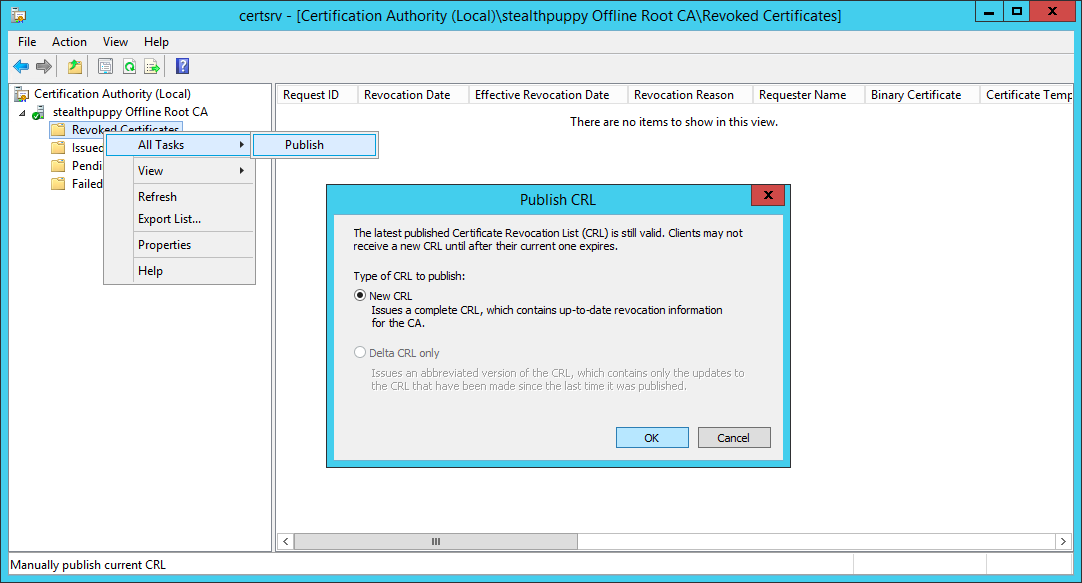 certsrv - [Certification Authority (Local)\stealthpuppy Offline Root CA\Revoked Certificates]
File Action View Help
Certification Authority (Local)
stealthpuppy Offline Root CA
Revoked Certificates
Issued
Pendi
Failed
All Tasks
View
Refresh
Export List...
Properties
Help
Publish
Request ID Revocation Date Effective Revocation Date Revocation Reason Requester Name Binary Certificate Certificate Temp
There are no items to show in this view.
Publish CRL
The latest published Certificate Revocation List (CRL) is still valid. Clients may not
receive a new CRL until after their current one expires.
Type of CRL to publish:
New CRL
Issues a complete CRL, which contains up-to-date revocation information
for the CA.
Delta CRL only
Issues an abbreviated version of the CRL, which contains only the updates to
the CRL that have been made since the last time it was published.
OK Cancel
Manually publish current CRL